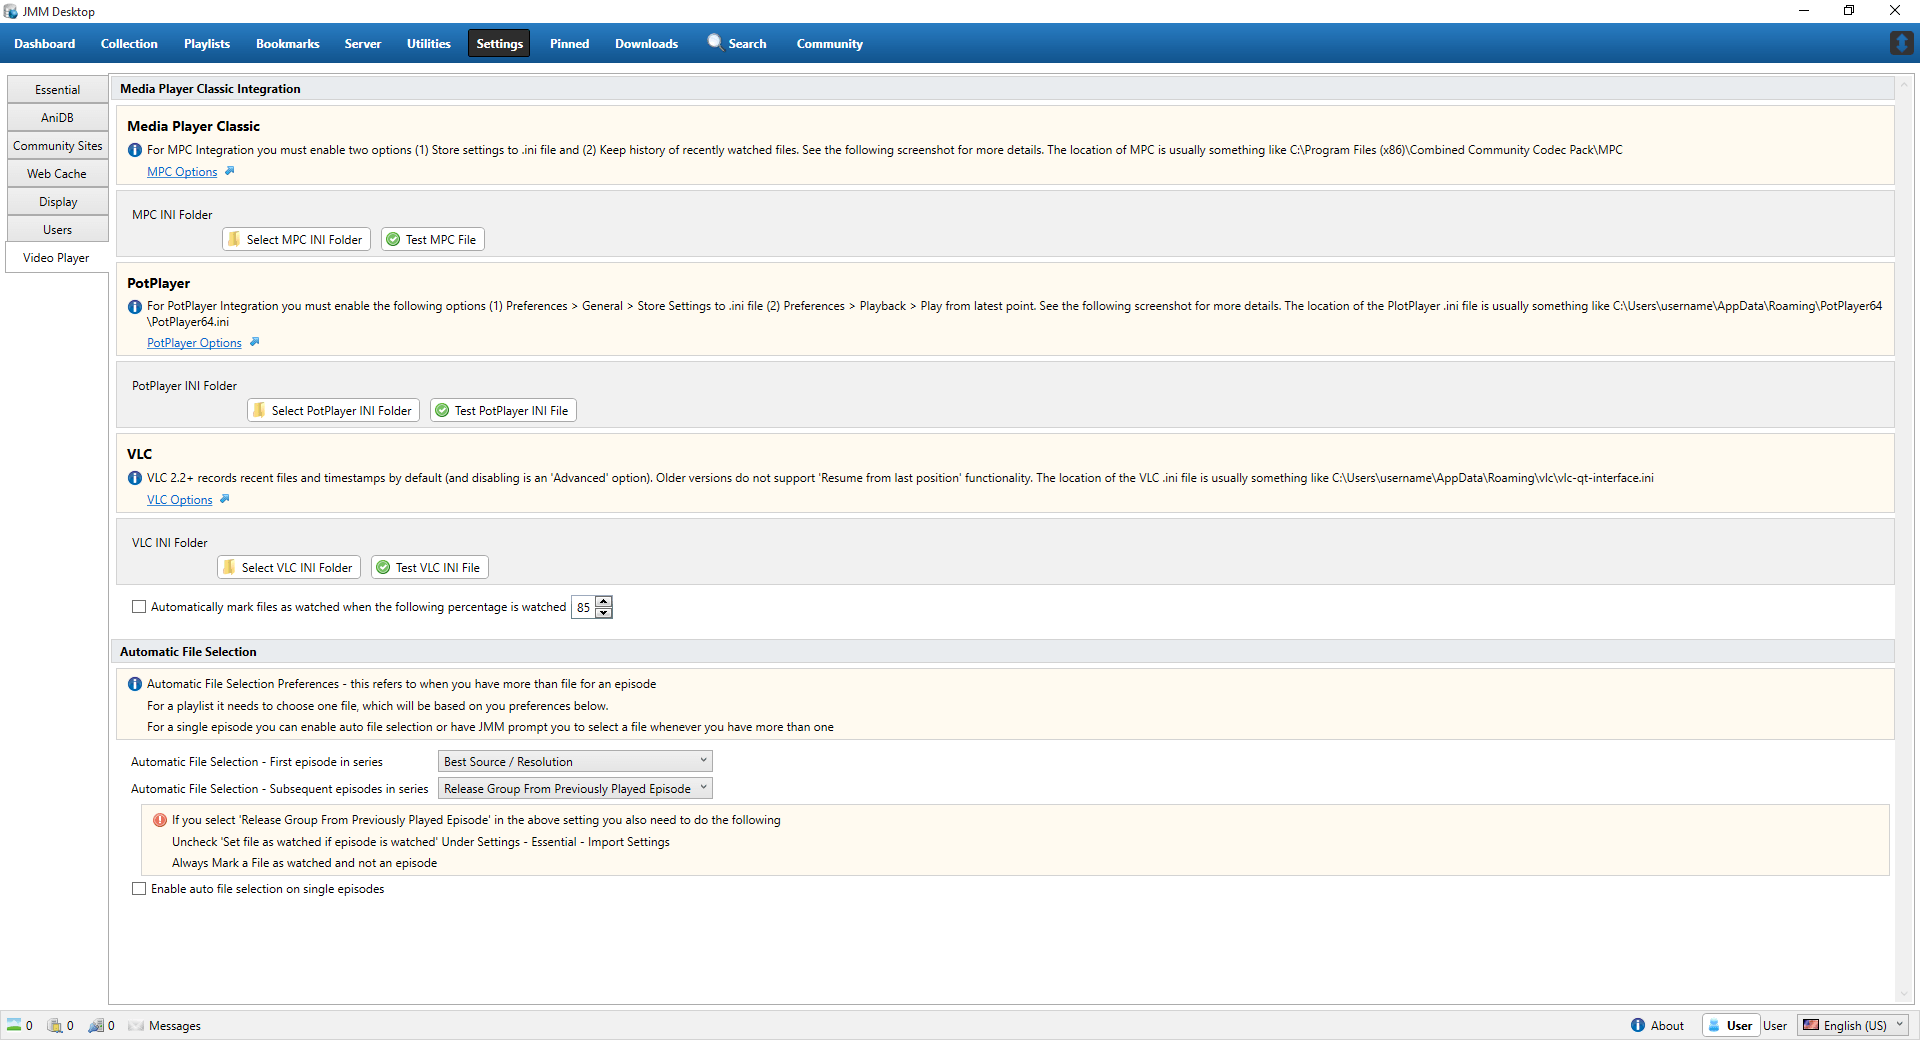 JMM Desktop
Dashboard Collection Playlists Bookmarks Server Utilities Settings Pinned Downloads Search Community
Essential
AniDB
Community Sites
Web Cache
Display
Users
Video Player
Media Player Classic Integration
Media Player Classic
For MPC Integration you must enable two options (1) Store settings to .ini file and (2) Keep history of recently watched files. See the following screenshot for more details. The location of MPC is usually something like C:\Program Files (x86)\Combined Community Codec Pack\MPC
MPC Options
MPC INI Folder
Select MPC INI Folder Test MPC File
PotPlayer
For PotPlayer Integration you must enable the following options (1) Preferences > General > Store Settings to .ini file (2) Preferences > Playback > Play from latest point. See the following screenshot for more details. The location of the PlotPlayer .ini file is usually something like C:\Users\username\AppData\Roaming\PotPlayer64
\PotPlayer64.ini
PotPlayer Options
PotPlayer INI Folder
Select PotPlayer INI Folder Test PotPlayer INI File
VLC
VLC 2.2+ records recent files and timestamps by default (and disabling is an 'Advanced' option). Older versions do not support 'Resume from last position' functionality. The location of the VLC .ini file is usually something like C:\Users\username\AppData\Roaming\vlc\vlc-qt-interface.ini
VLC Options
VLC INI Folder
Select VLC INI Folder Test VLC INI File
Automatically mark files as watched when the following percentage is watched 85
Automatic File Selection
Automatic File Selection Preferences - this refers to when you have more than file for an episode
For a playlist it needs to choose one file, which will be based on you preferences below.
For a single episode you can enable auto file selection or have JMM prompt you to select a file whenever you have more than one
Automatic File Selection - First episode in series Best Source / Resolution
Automatic File Selection - Subsequent episodes in series Release Group From Previously Played Episode
If you select 'Release Group From Previously Played Episode' in the above setting you also need to do the following
Uncheck 'Set file as watched if episode is watched' Under Settings - Essential - Import Settings
Always Mark a File as watched and not an episode
Enable auto file selection on single episodes
0 0 0 Messages About User User English (US)